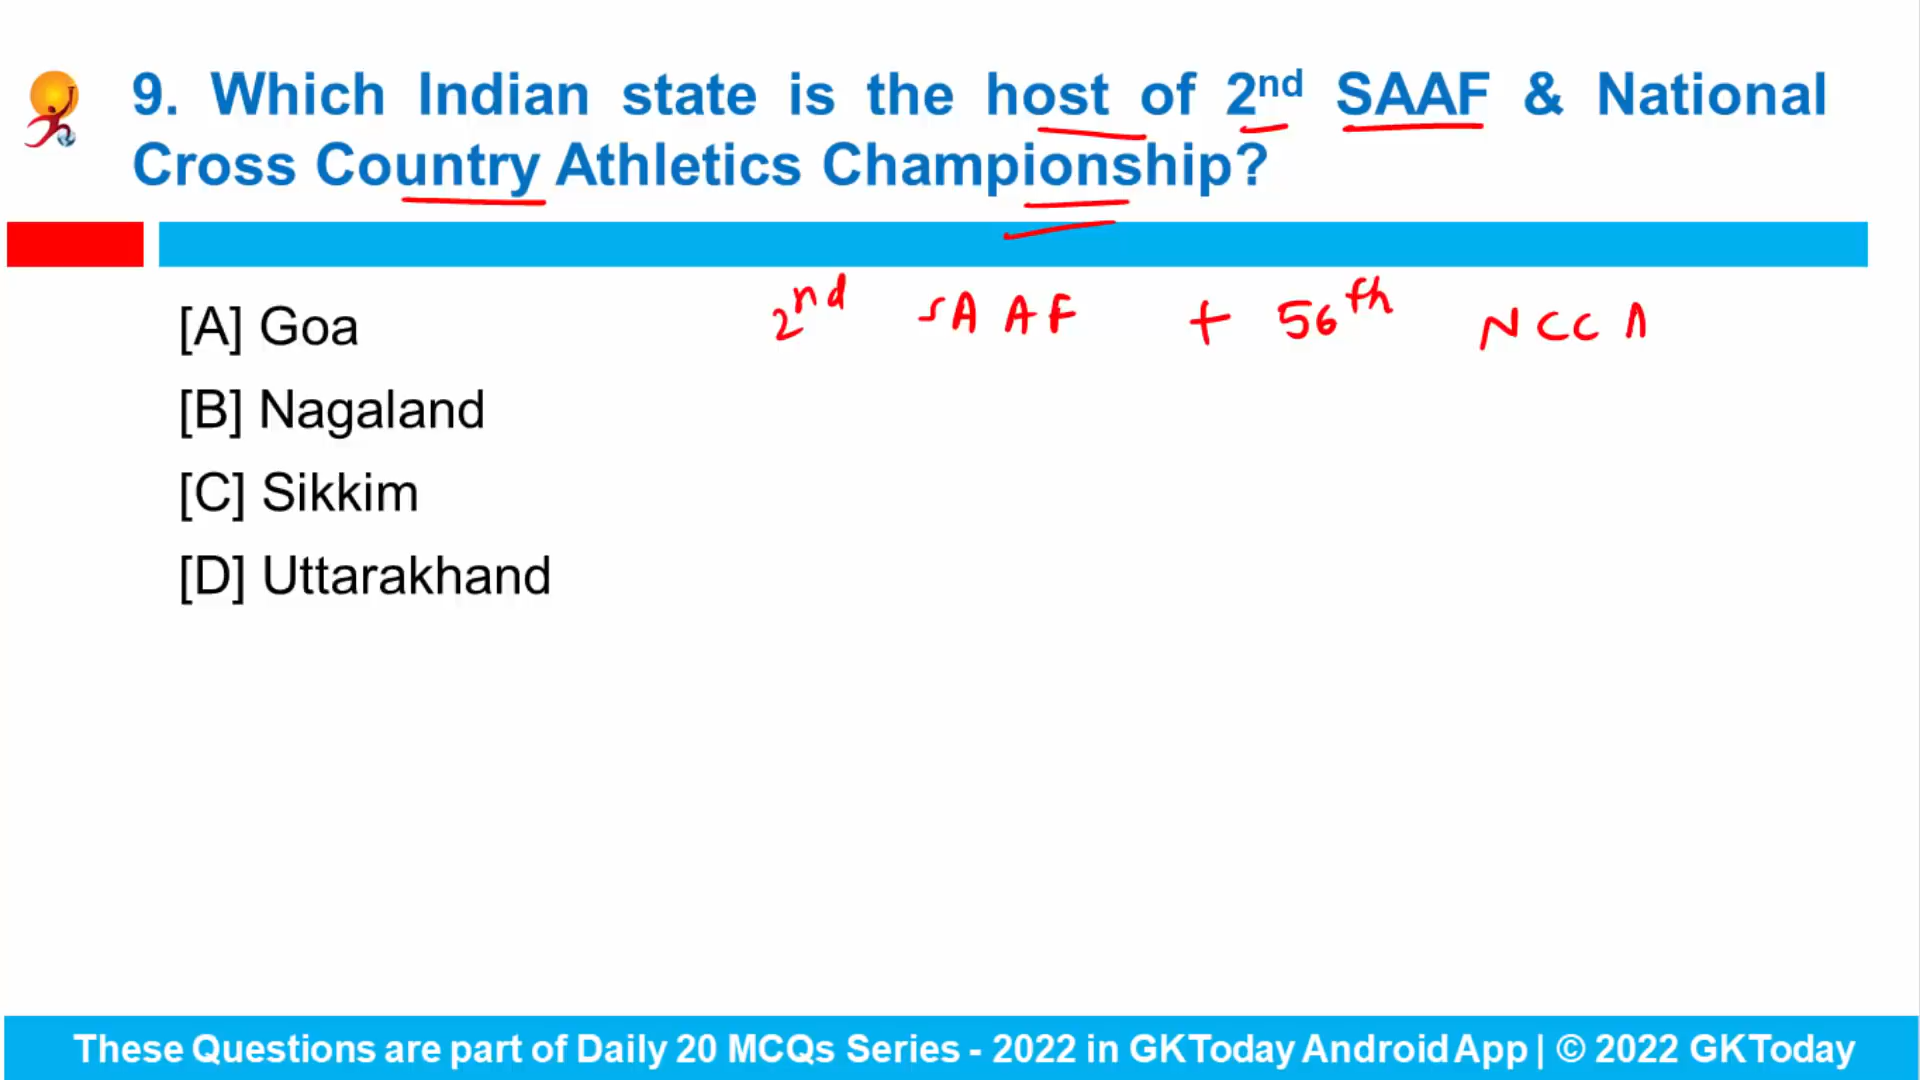 9. Which Indian state is the host of 2nd SAAF & National
Cross Country Athletics Championship?
2nd SAAF + 56th NCCA
[A] Goa
[B] Nagaland
[C] Sikkim
[D] Uttarakhand
These Questions are part of Daily 20 MCQs Series - 2022 in GKToday Android App | © 2022 GKToday